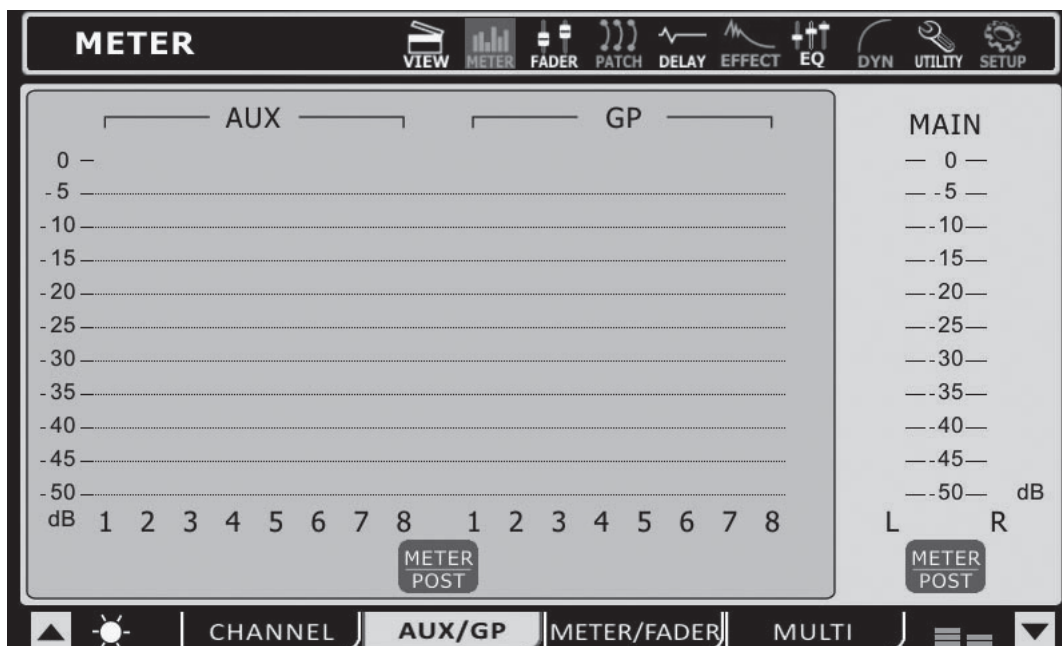 METER
VIEW METER FADER PATCH DELAY EFFECT EQ DYN UTILITY SETUP
AUX GP MAIN
0 0
-5 -5
-10 -10
-15 -15
-20 -20
-25 -25
-30 -30
-35 -35
-40 -40
-45 -45
-50 -50 dB
dB 1 2 3 4 5 6 7 8 1 2 3 4 5 6 7 8 L R
METER METER
POST POST
CHANNEL AUX/GP METER/FADER MULTI